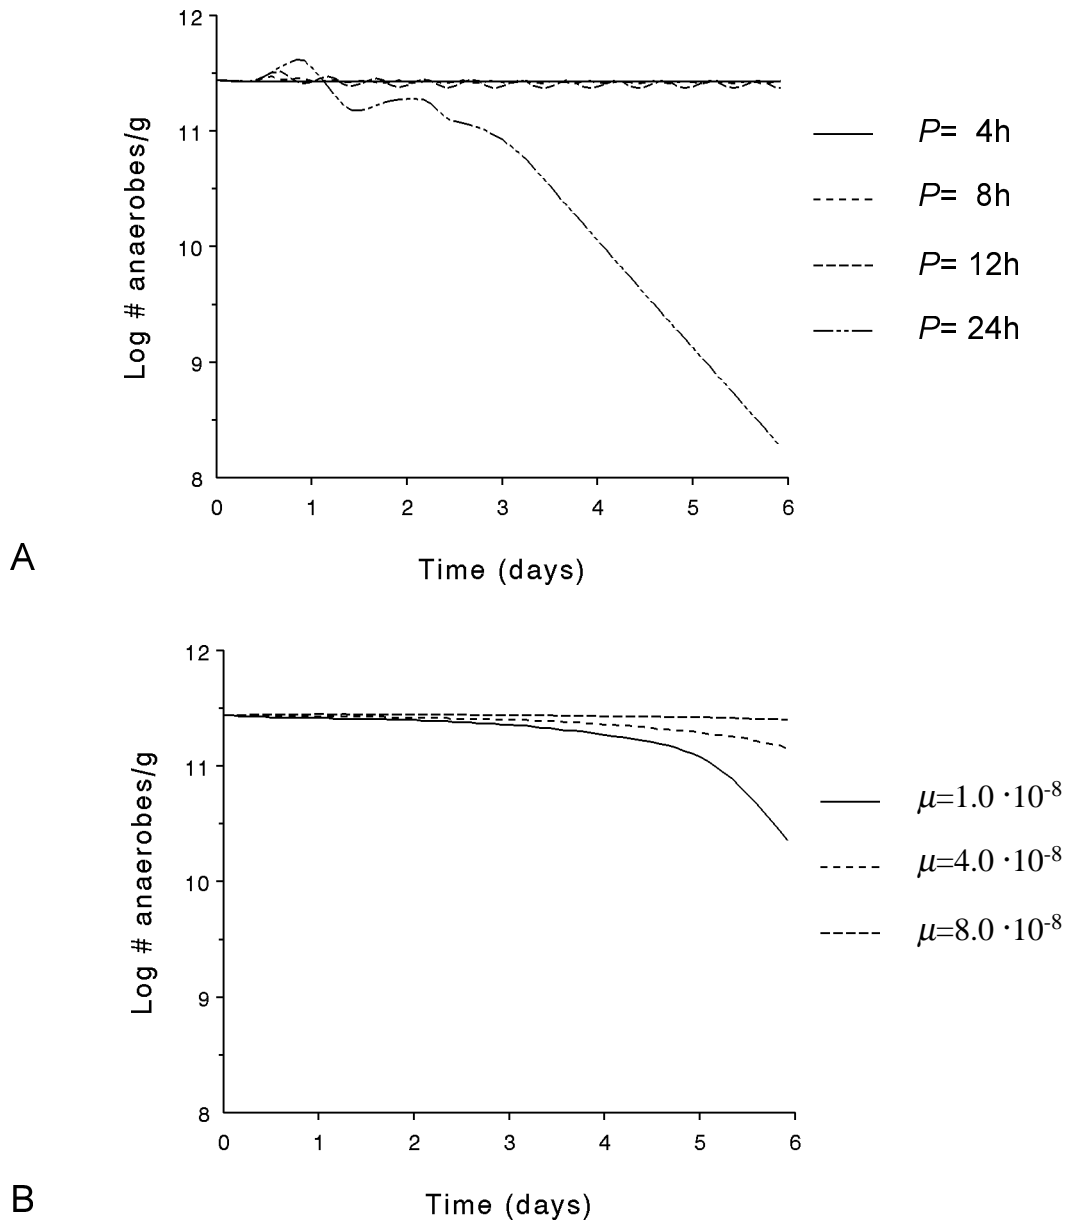 12
11
10
9
8
Log # anaerobes/g
0 1 2 3 4 5 6
Time (days)
P= 4h
P= 8h
P= 12h
P= 24h
A
12
11
10
9
8
Log # anaerobes/g
0 1 2 3 4 5 6
Time (days)
μ=1.0 ·10⁻⁸
μ=4.0 ·10⁻⁸
μ=8.0 ·10⁻⁸
B